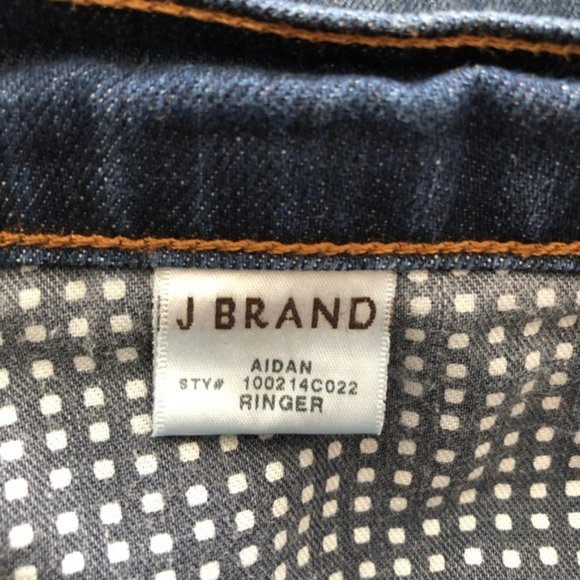 J BRAND
AIDAN
STY# 100214C022
RINGER